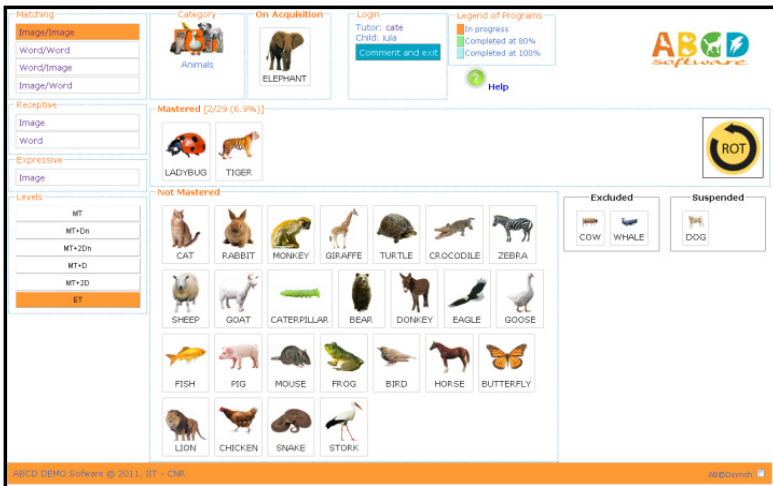 Matching
Image/Image
Word/Word
Word/Image
Image/Word
Receptive
Image
Word
Expressive
Image
Levels
MT
MT+Dn
MT+2Dn
MT+D
MT+2D
ET
Category
Animals
On Acquisition
ELEPHANT
Login
Tutor: cate
Child: iula
Comment and exit
Legend of Programs
In progress
Completed at 80%
Completed at 100%
Help
ABCD
software
Mastered [2/29 (6.9%)]
LADYBUG TIGER
ROT
Not Mastered
CAT RABBIT MONKEY GIRAFFE TURTLE CROCODILE ZEBRA
SHEEP GOAT CATERPILLAR BEAR DONKEY EAGLE GOOSE
FISH PIG MOUSE FROG BIRD HORSE BUTTERFLY
LION CHICKEN SNAKE STORK
Excluded
COW WHALE
Suspended
DOG
ABCD DEMO Sofware © 2011, IIT - CNR